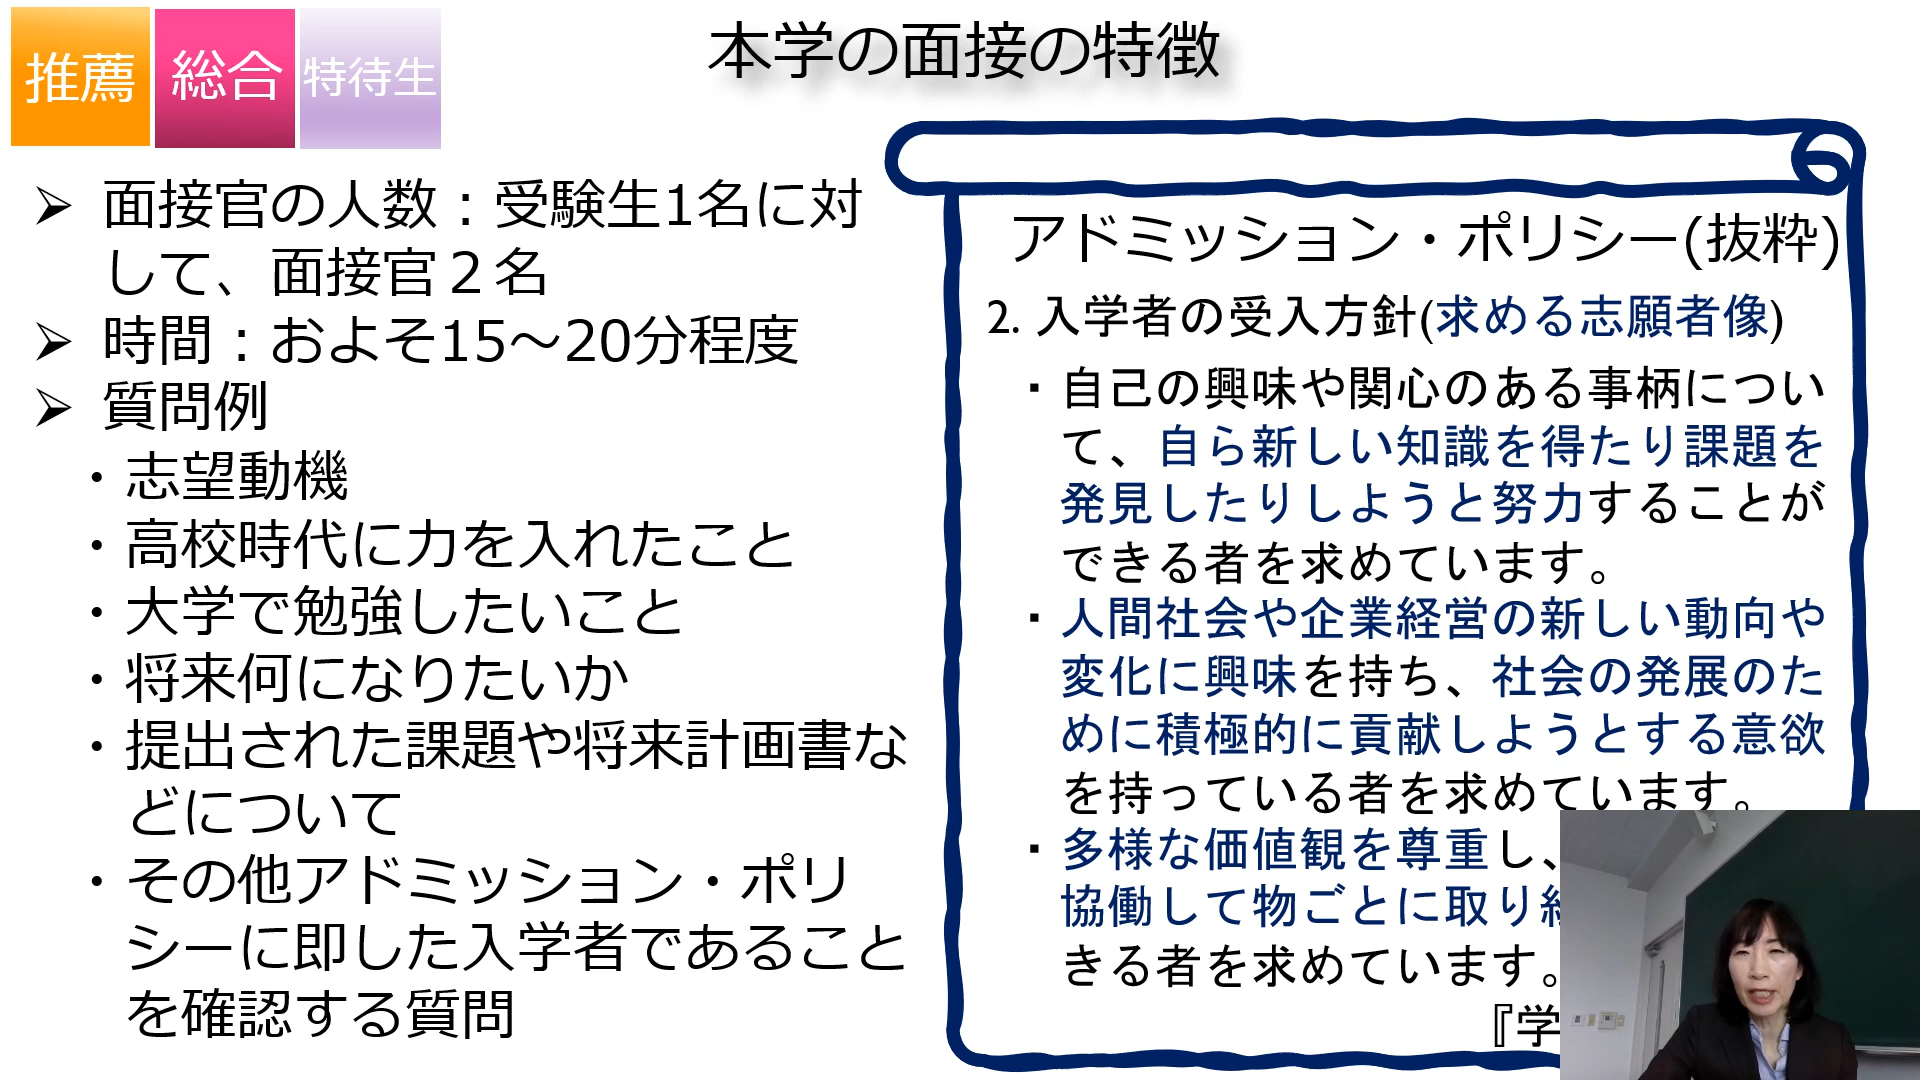 推薦 総合 特待生
本学の面接の特徴
➢ 面接官の人数：受験生1名に対
して、面接官２名
➢ 時間：およそ15～20分程度
➢ 質問例
・志望動機
・高校時代に力を入れたこと
・大学で勉強したいこと
・将来何になりたいか
・提出された課題や将来計画書な
どについて
・その他アドミッション・ポリ
シーに即した入学者であること
を確認する質問
アドミッション・ポリシー(抜粋)
2. 入学者の受入方針(求める志願者像)
・自己の興味や関心のある事柄につい
て、自ら新しい知識を得たり課題を
発見したりしようと努力することが
できる者を求めています。
・人間社会や企業経営の新しい動向や
変化に興味を持ち、社会の発展のた
めに積極的に貢献しようとする意欲
を持っている者を求めています。
・多様な価値観を尊重し、
協働して物ごとに取り
きる者を求めています。
『学